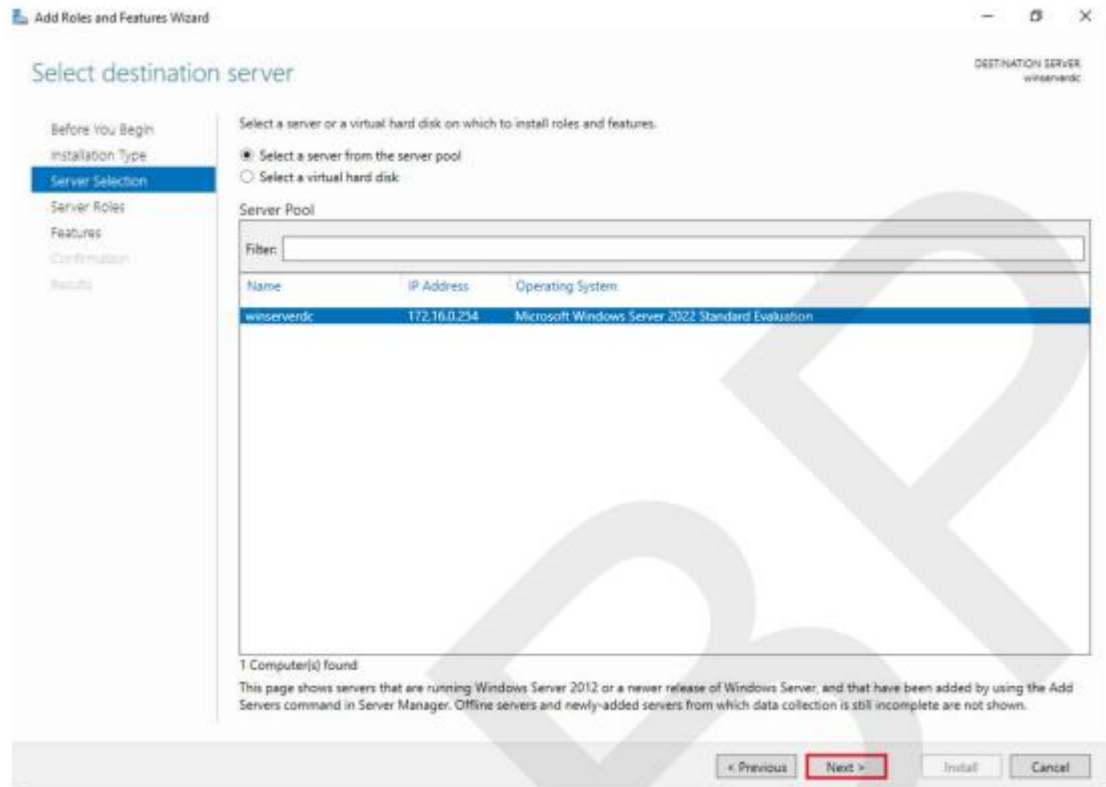 Add Roles and Features Wizard
Select destination server
DESTINATION SERVER
winserverdc
Before You Begin
Installation Type
Server Selection
Server Roles
Features
Confirmation
Results
Select a server or a virtual hard disk on which to install roles and features.
Select a server from the server pool
Select a virtual hard disk
Server Pool
Filter:
Name IP Address Operating System
winserverdc 172.16.0.254 Microsoft Windows Server 2022 Standard Evaluation
1 Computer(s) found
This page shows servers that are running Windows Server 2012 or a newer release of Windows Server, and that have been added by using the Add
Servers command in Server Manager. Offline servers and newly-added servers from which data collection is still incomplete are not shown.
< Previous Next > Install Cancel
BP